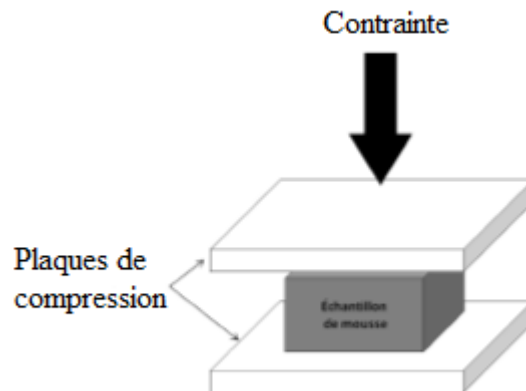 Contrainte
Plaques de
compression
Échantillon
de mousse